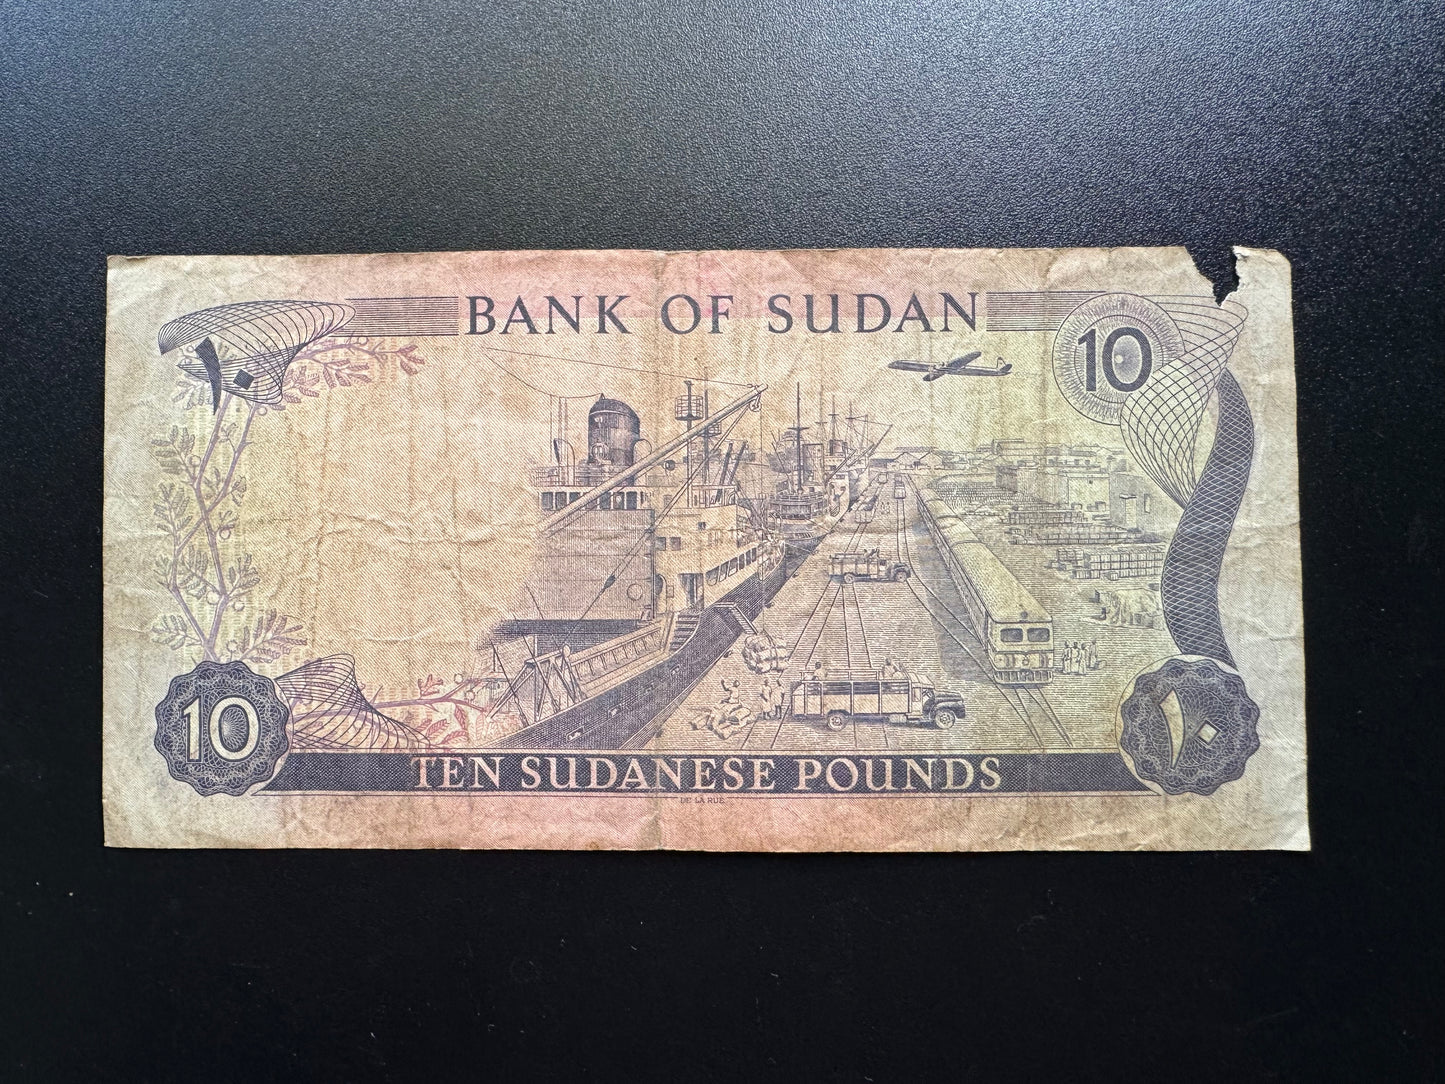 BANK OF SUDAN
١٠
10
10
١٠
TEN SUDANESE POUNDS
DE LA RUE